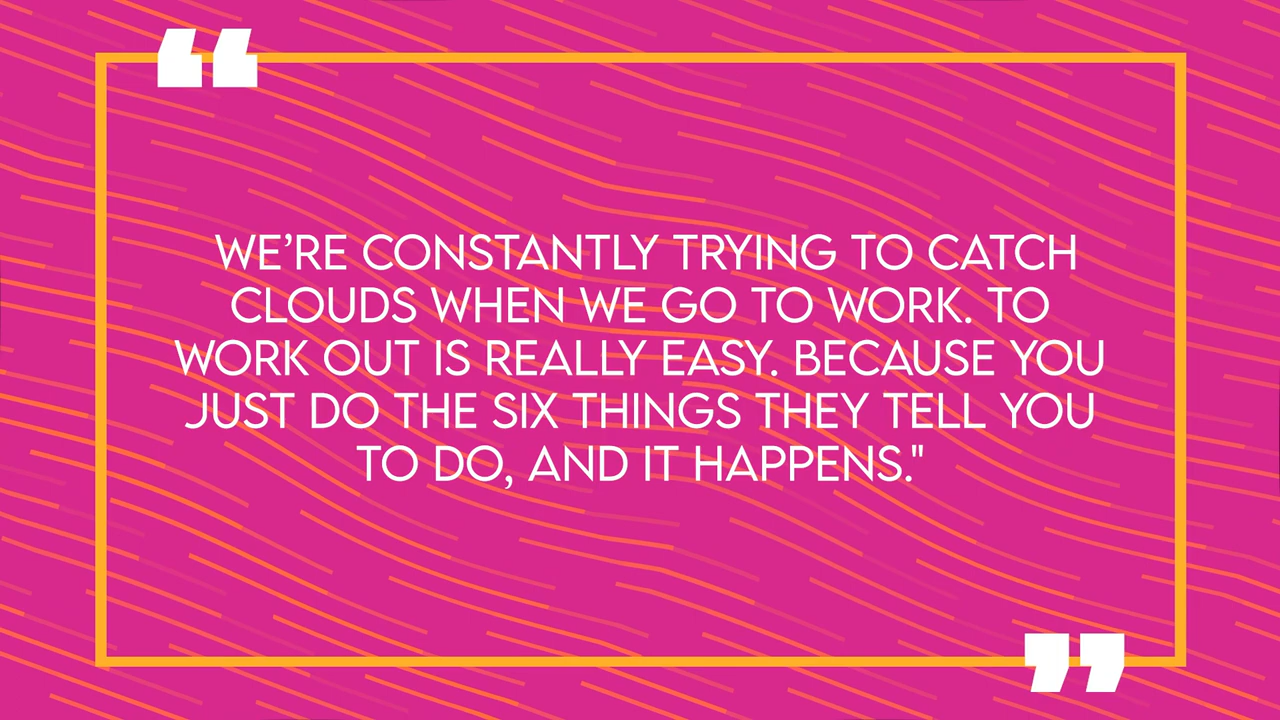 “
WE’RE CONSTANTLY TRYING TO CATCH
CLOUDS WHEN WE GO TO WORK. TO
WORK OUT IS REALLY EASY. BECAUSE YOU
JUST DO THE SIX THINGS THEY TELL YOU
TO DO, AND IT HAPPENS."
”